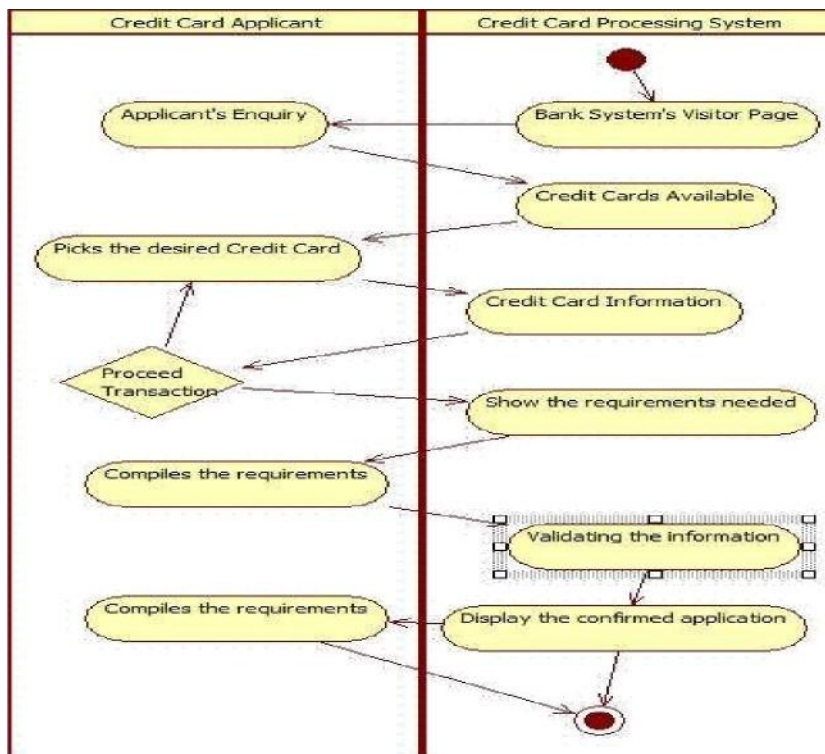 Credit Card Applicant
Credit Card Processing System
Applicant's Enquiry
Bank System's Visitor Page
Credit Cards Available
Picks the desired Credit Card
Credit Card Information
Proceed
Transaction
Show the requirements needed
Compiles the requirements
Validating the information
Compiles the requirements
Display the confirmed application